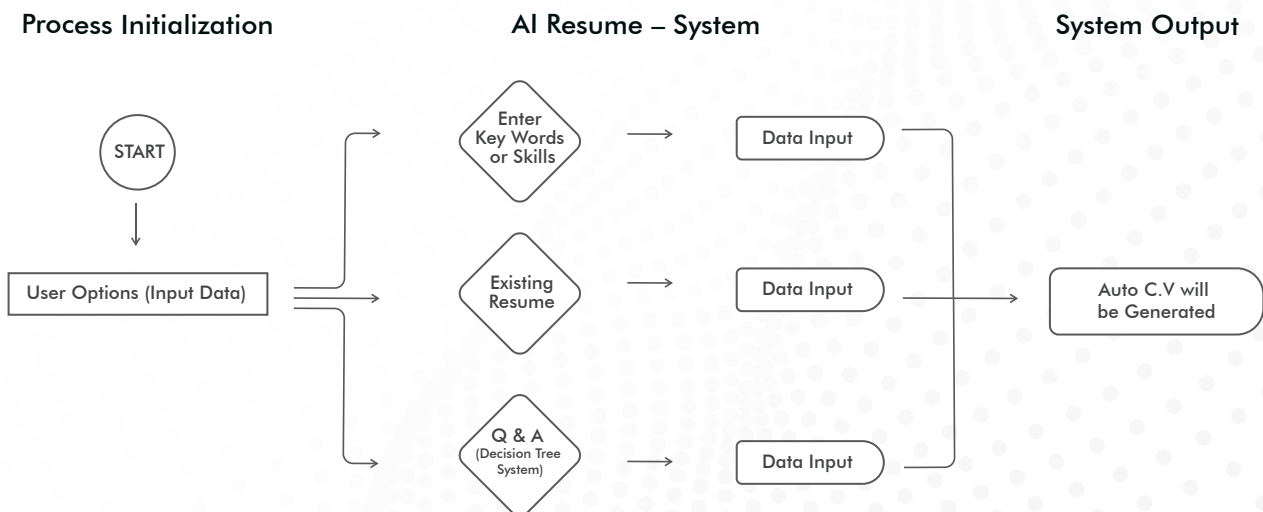 Process Initialization
AI Resume – System
System Output
START
User Options (Input Data)
Enter
Key Words
or Skills
Data Input
Existing
Resume
Data Input
Q & A
(Decision Tree
System)
Data Input
Auto C.V will
be Generated